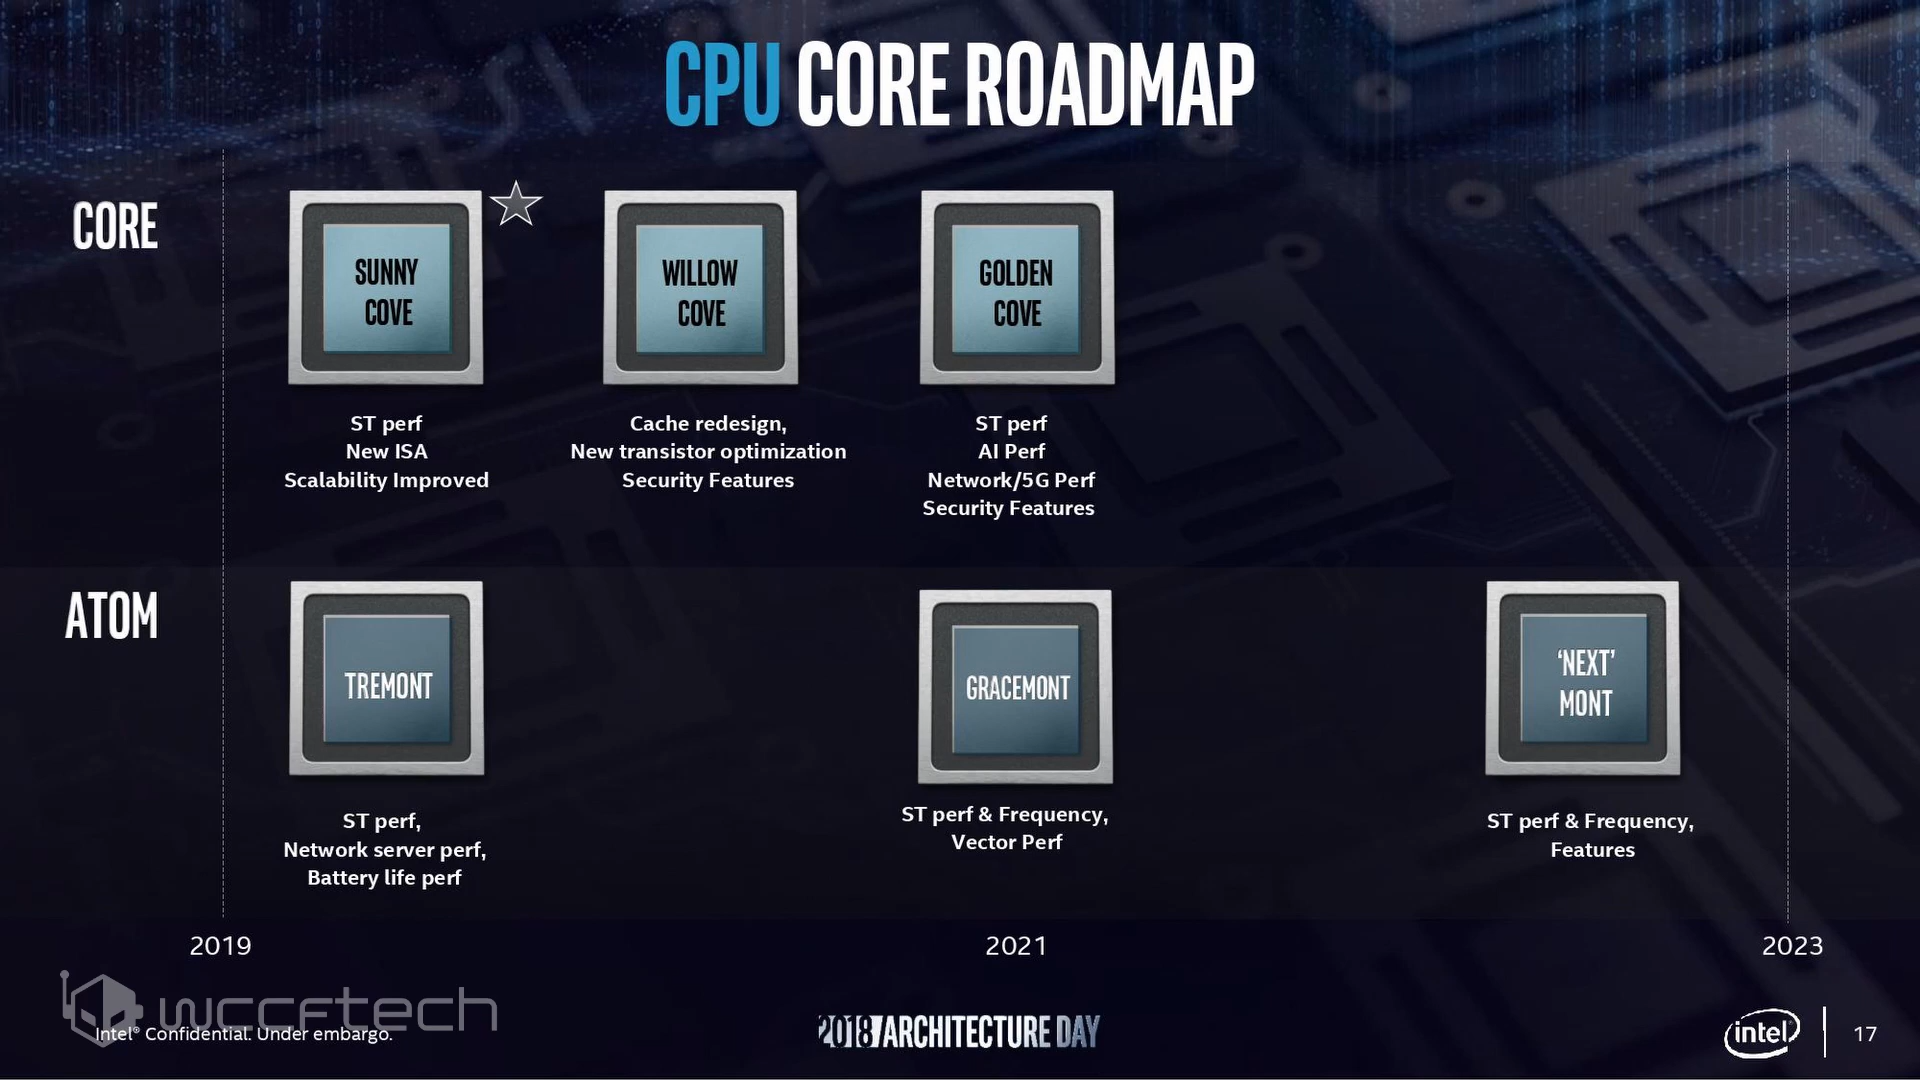 CPU CORE ROADMAP
CORE
SUNNY
COVE
WILLOW
COVE
GOLDEN
COVE
ST perf
New ISA
Scalability Improved
Cache redesign,
New transistor optimization
Security Features
ST perf
AI Perf
Network/5G Perf
Security Features
ATOM
TREMONT
GRACEMONT
‘NEXT’
MONT
ST perf,
Network server perf,
Battery life perf
ST perf & Frequency,
Vector Perf
ST perf & Frequency,
Features
2019
2021
2023
wccftech
Intel® Confidential. Under embargo.
2018 ARCHITECTURE DAY
intel
17